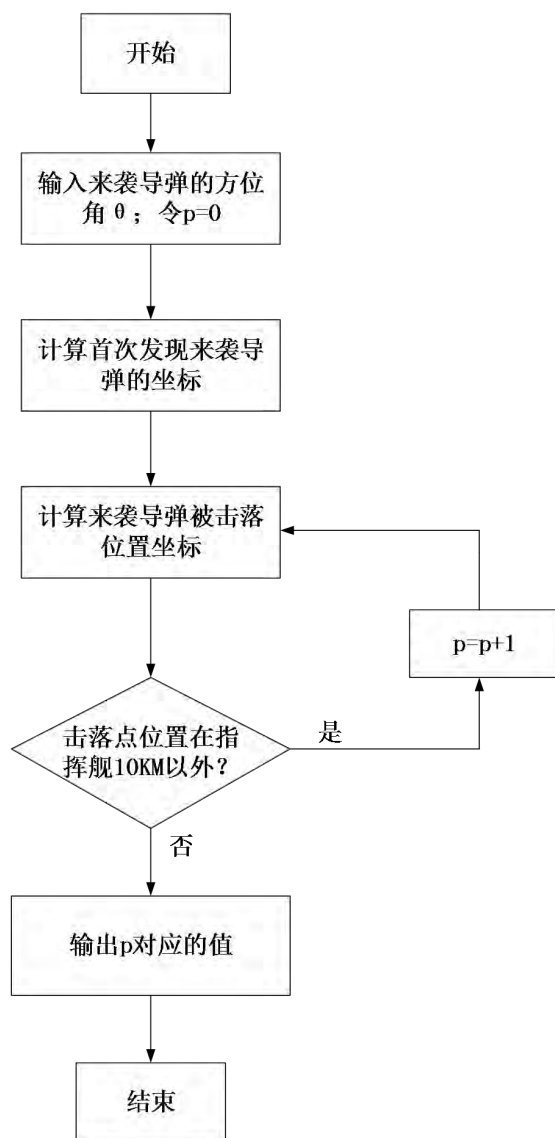 开始
输入来袭导弹的方位
角θ；令p=0
计算首次发现来袭导
弹的坐标
计算来袭导弹被击落
位置坐标
p=p+1
击落点位置在指
挥舰10KM以外？
是
否
输出p对应的值
结束